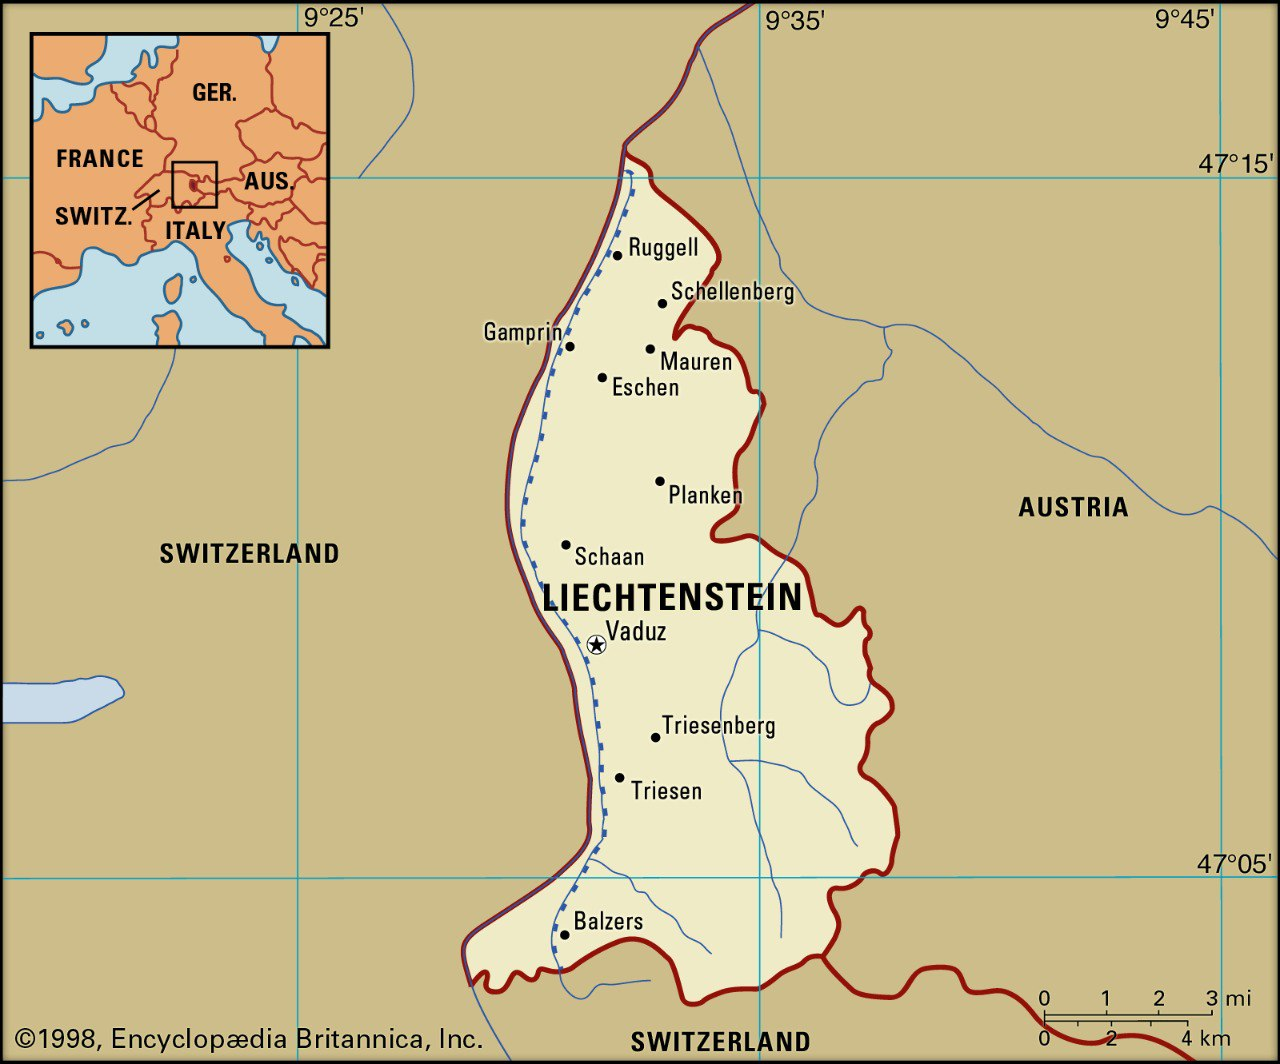 9°25'
9°35'
9°45'
GER.
FRANCE
AUS.
SWITZ.
ITALY
47°15'
Ruggell
Schellenberg
Gamprin
Mauren
Eschen
Planken
AUSTRIA
SWITZERLAND
Schaan
LIECHTENSTEIN
Vaduz
Triesenberg
Triesen
47°05'
Balzers
0 1 2 3 mi
0 2 4 km
©1998, Encyclopædia Britannica, Inc.
SWITZERLAND